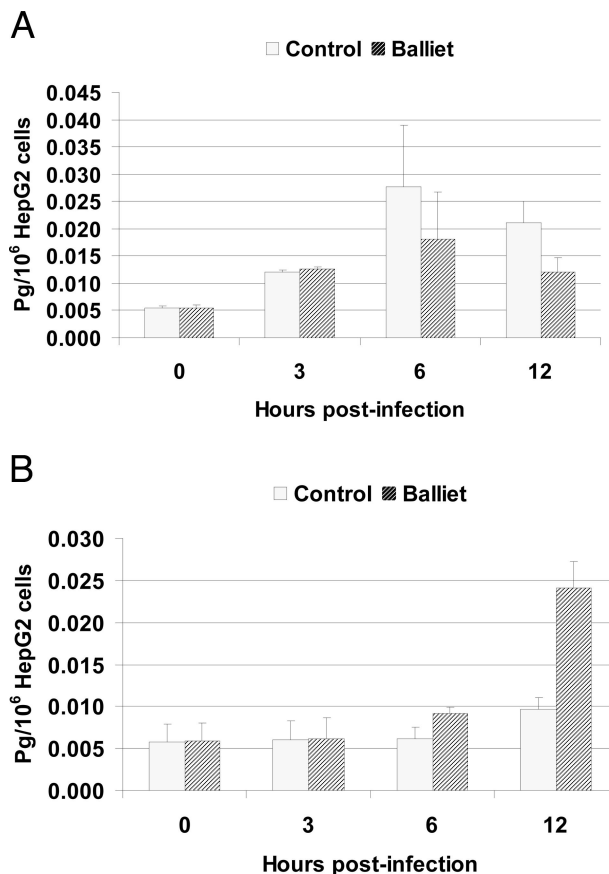 A
Control Balliet
Pg/10⁶ HepG2 cells
0.045
0.040
0.035
0.030
0.025
0.020
0.015
0.010
0.005
0.000
0 3 6 12
Hours post-infection
B
Control Balliet
Pg/10⁶ HepG2 cells
0.030
0.025
0.020
0.015
0.010
0.005
0.000
0 3 6 12
Hours post-infection